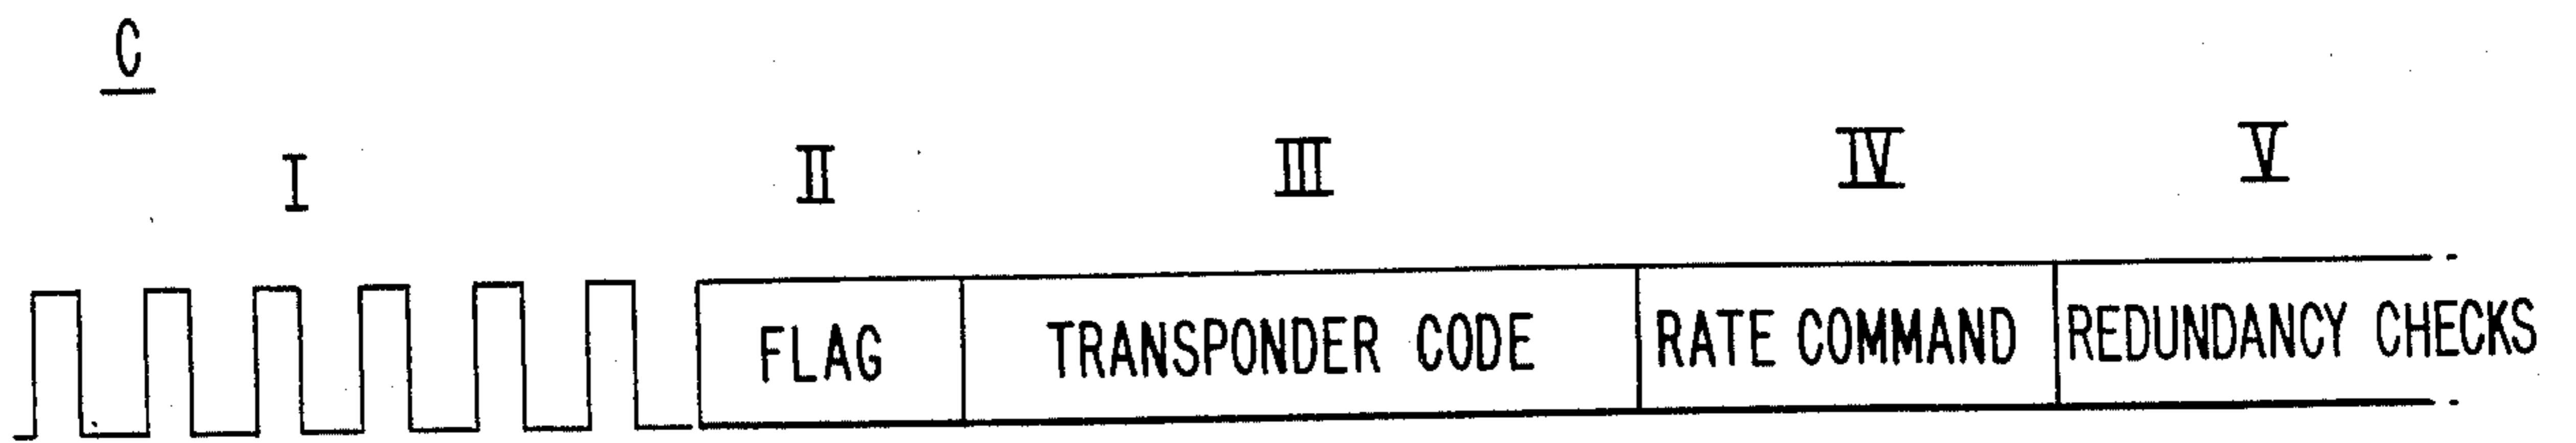 C
I II III IV V
FLAG TRANSPONDER CODE RATE COMMAND REDUNDANCY CHECKS